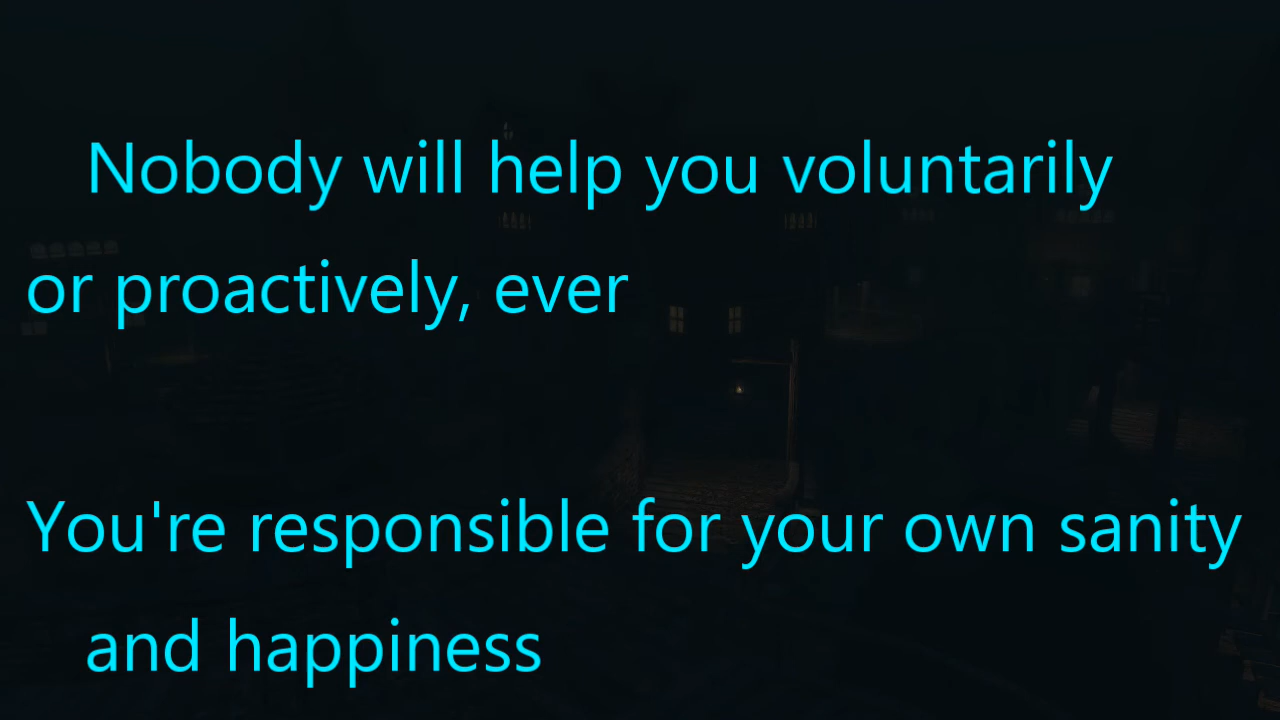 Nobody will help you voluntarily
or proactively, ever
You're responsible for your own sanity
and happiness